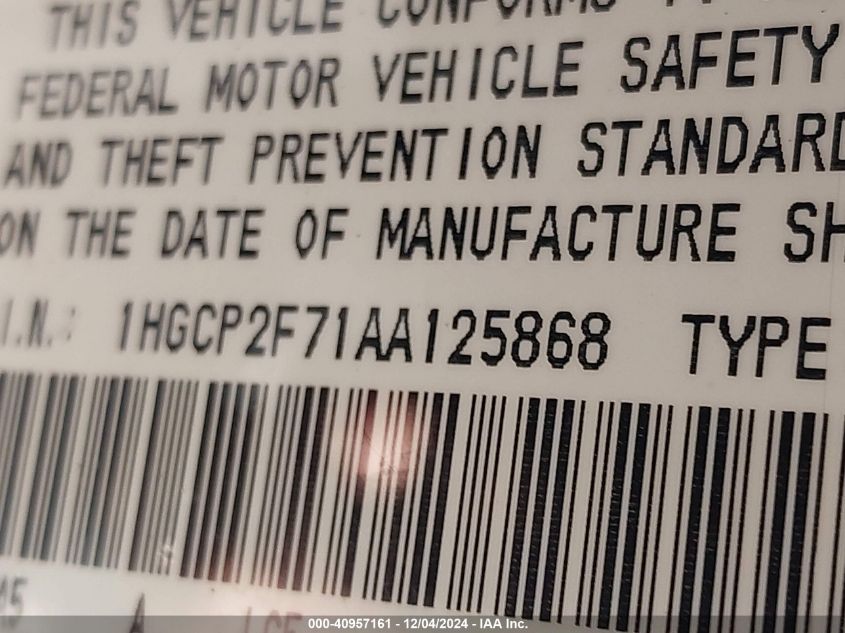 THIS VEHICLE CONFORMS
FEDERAL MOTOR VEHICLE SAFETY
AND THEFT PREVENTION STANDARD
ON THE DATE OF MANUFACTURE SH
I.N.: 1HGCP2F71AA125868 TYPE
A
000-40957161 - 12/04/2024 - IAA Inc.